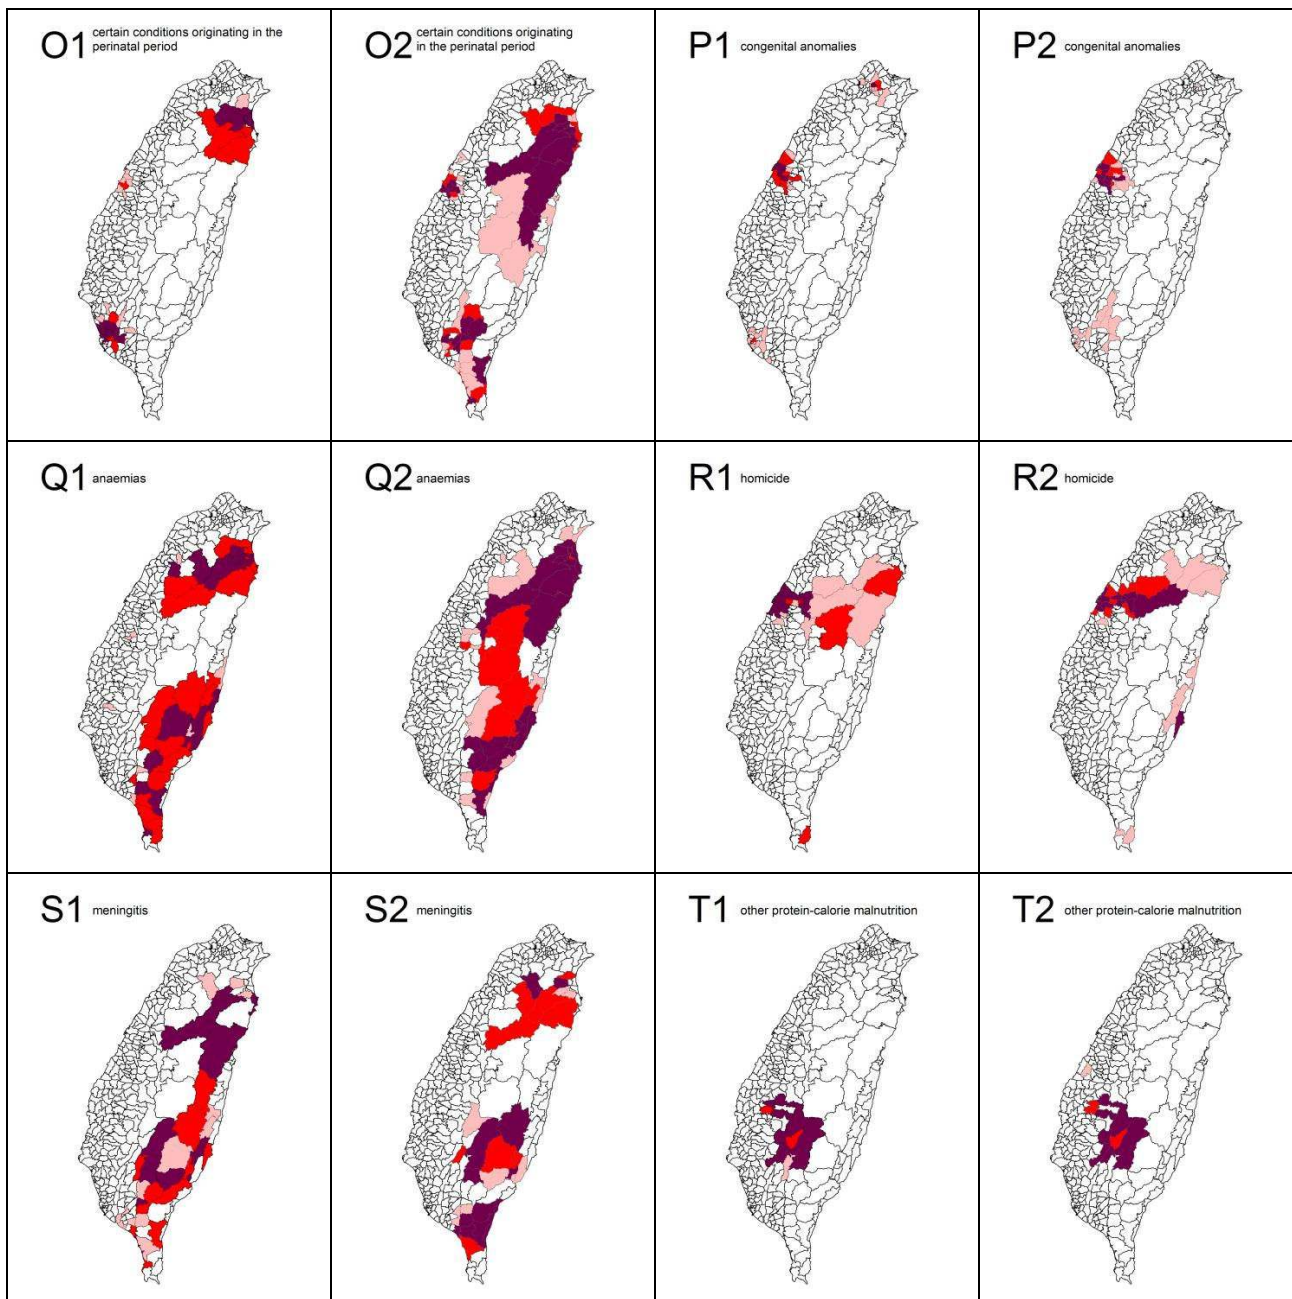 O1 certain conditions originating in the
perinatal period
O2 certain conditions originating
in the perinatal period
P1 congenital anomalies
P2 congenital anomalies
Q1 anaemias
Q2 anaemias
R1 homicide
R2 homicide
S1 meningitis
S2 meningitis
T1 other protein-calorie malnutrition
T2 other protein-calorie malnutrition